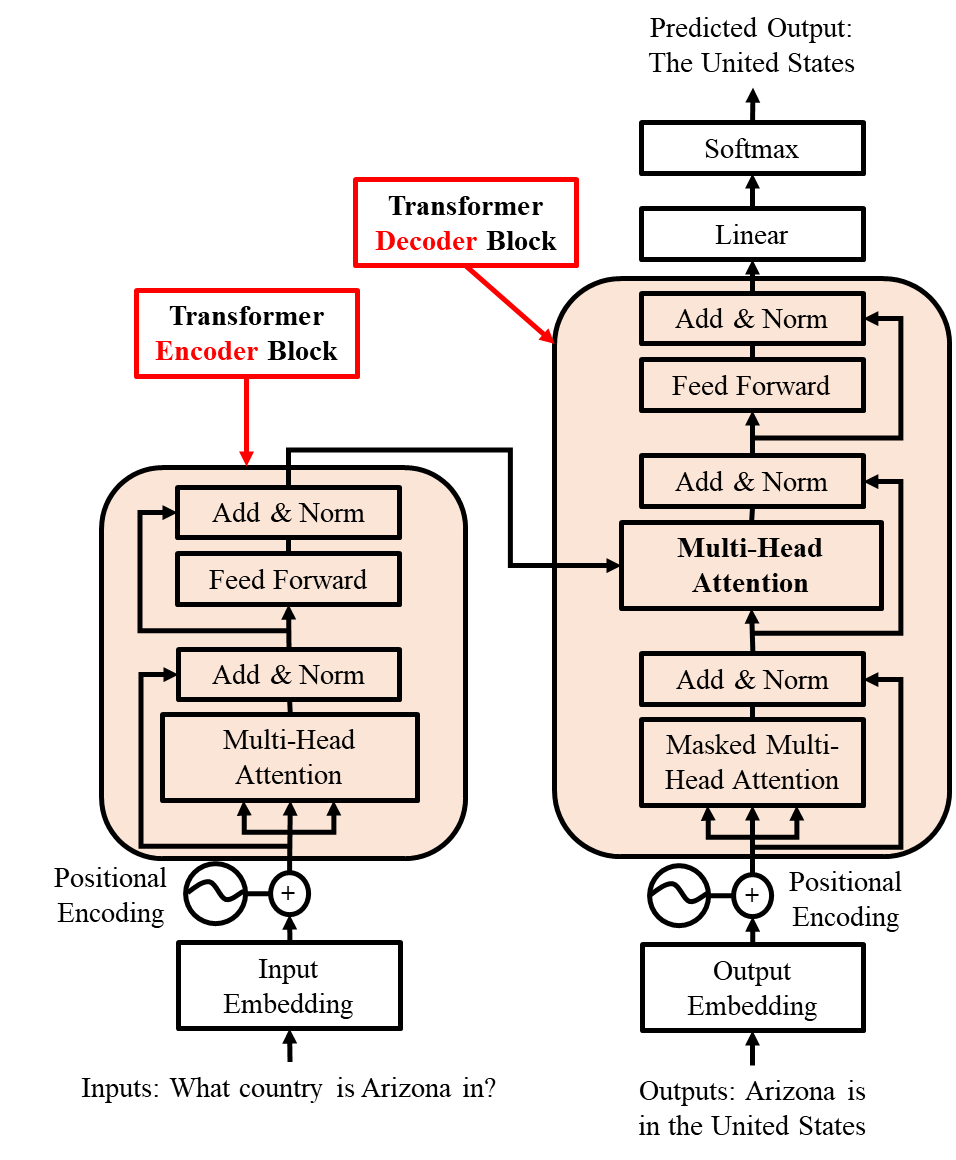 Predicted Output:
The United States
Softmax
Linear
Transformer
Decoder Block
Add & Norm
Feed Forward
Add & Norm
Multi-Head
Attention
Add & Norm
Masked Multi-
Head Attention
Positional
Encoding
+
Output
Embedding
Outputs: Arizona is
in the United States
Transformer
Encoder Block
Add & Norm
Feed Forward
Add & Norm
Multi-Head
Attention
Positional
Encoding
+
Input
Embedding
Inputs: What country is Arizona in?